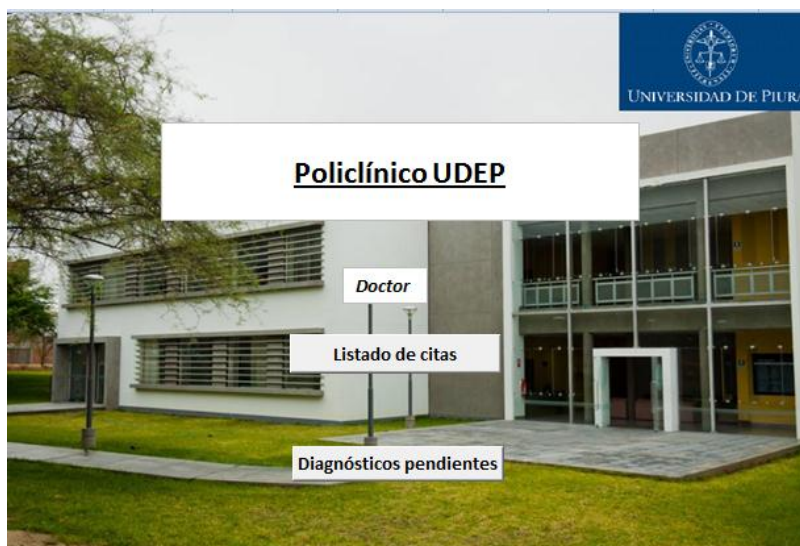 UNIVERSIDAD DE PIURA
Policlínico UDEP
Doctor
Listado de citas
Diagnósticos pendientes